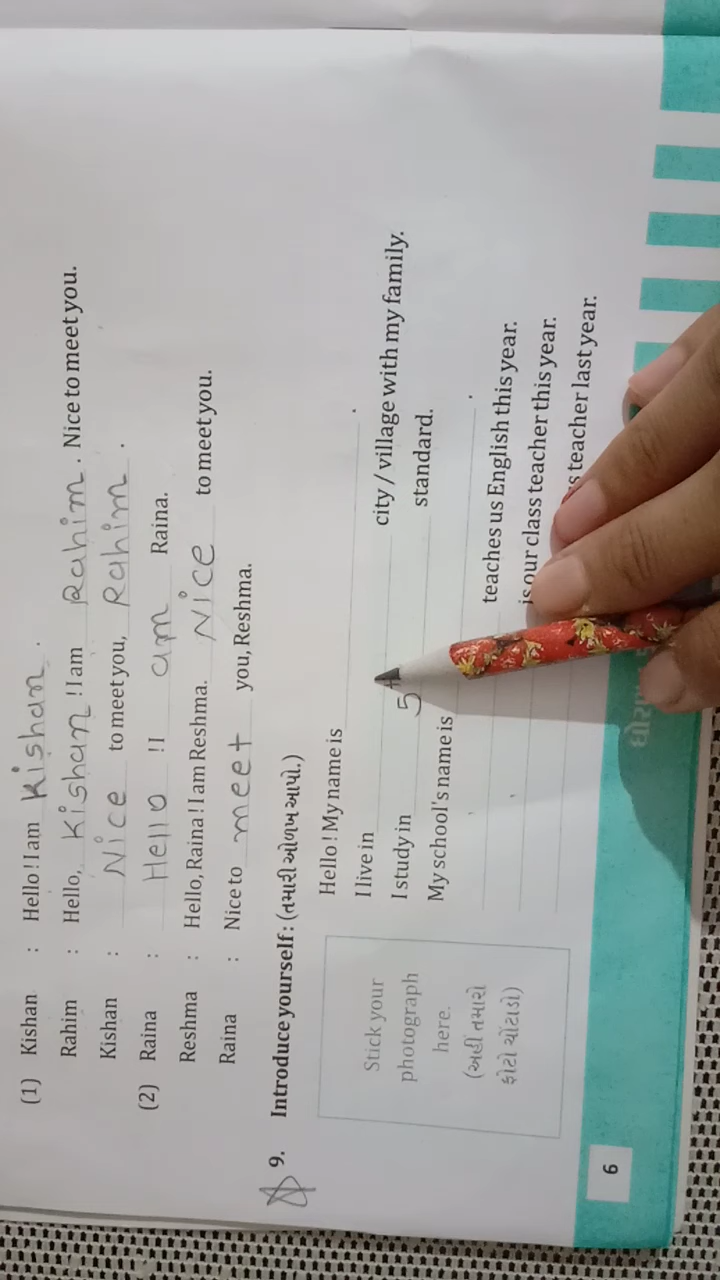 (1) Kishan : Hello ! I am Kishan.
Rahim : Hello, Kishan ! I am Rahim. Nice to meet you.
Kishan : Nice to meet you, Rahim.
(2) Raina : Hello ! I am Raina.
Reshma : Hello, Raina ! I am Reshma. Nice to meet you.
Raina : Nice to meet you, Reshma.
9. Introduce yourself : (તમારી ઓળખ આપો.)
Stick your
photograph
here.
(અહીં તમારો
ફોટો ચોંટાડો)
Hello ! My name is .
I live in city / village with my family.
I study in 5 standard.
My school's name is .
teaches us English this year.
is our class teacher this year.
teacher last year.
6